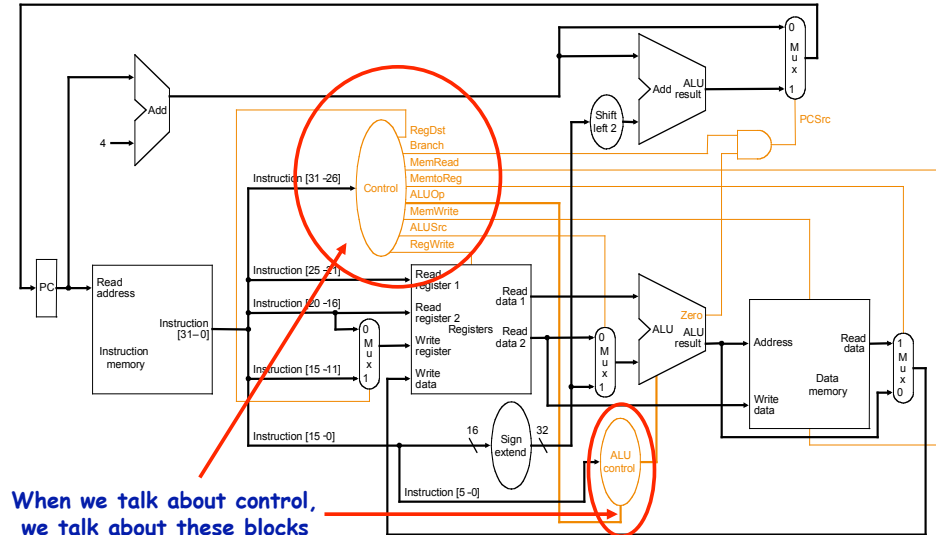 0
M
u
x
1
Add
ALU
result
Add
Shift
left 2
PCSrc
4
RegDst
Branch
MemRead
MemtoReg
ALUOp
MemWrite
ALUSrc
RegWrite
Control
Instruction [31 -26]
Instruction [25 -21]
Instruction [20 -16]
Instruction [15 -11]
Instruction [15 -0]
Instruction [5 -0]
PC
Read
address
Instruction
[31-0]
Instruction
memory
0
M
u
x
1
Read
register 1
Read
register 2
Write
register
Write
data
Registers
Read
data 1
Read
data 2
0
M
u
x
1
Zero
ALU
ALU
result
Address
Write
data
Read
data
Data
memory
1
M
u
x
0
16
Sign
extend
32
ALU
control
When we talk about control,
we talk about these blocks